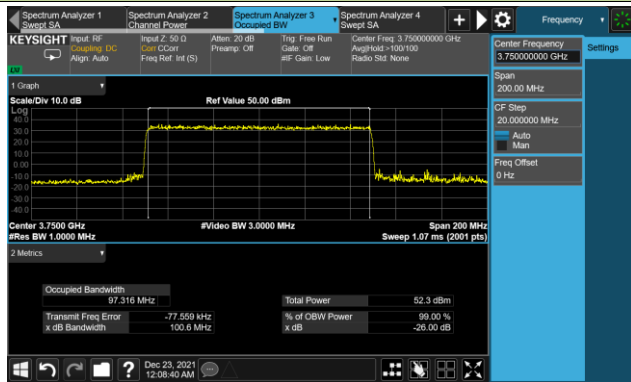 Spectrum Analyzer 1
Swept SA
Spectrum Analyzer 2
Channel Power
Spectrum Analyzer 3
Occupied BW
Spectrum Analyzer 4
Swept SA
Frequency
KEYSIGHT
Input: RF
Coupling: DC
Align: Auto
Input Z: 50 Ω
Corr CCorr
Freq Ref: Int (S)
Atten: 20 dB
Preamp: Off
Trig: Free Run
Gate: Off
#IF Gain: Low
Center Freq: 3.750000000 GHz
Avg|Hold:>100/100
Radio Std: None
Center Frequency
3.750000000 GHz
Settings
Span
200.00 MHz
CF Step
20.000000 MHz
Auto
Man
Freq Offset
0 Hz
1 Graph
Scale/Div 10.0 dB
Ref Value 50.00 dBm
Log
40.0
30.0
20.0
10.0
0.00
-10.0
-20.0
-30.0
-40.0
Center 3.7500 GHz
#Video BW 3.0000 MHz
Span 200 MHz
#Res BW 1.0000 MHz
Sweep 1.07 ms (2001 pts)
2 Metrics
Occupied Bandwidth
97.316 MHz
Total Power
52.3 dBm
Transmit Freq Error
-77.559 kHz
% of OBW Power
99.00 %
x dB Bandwidth
100.6 MHz
x dB
-26.00 dB
Dec 23, 2021
12:08:40 AM